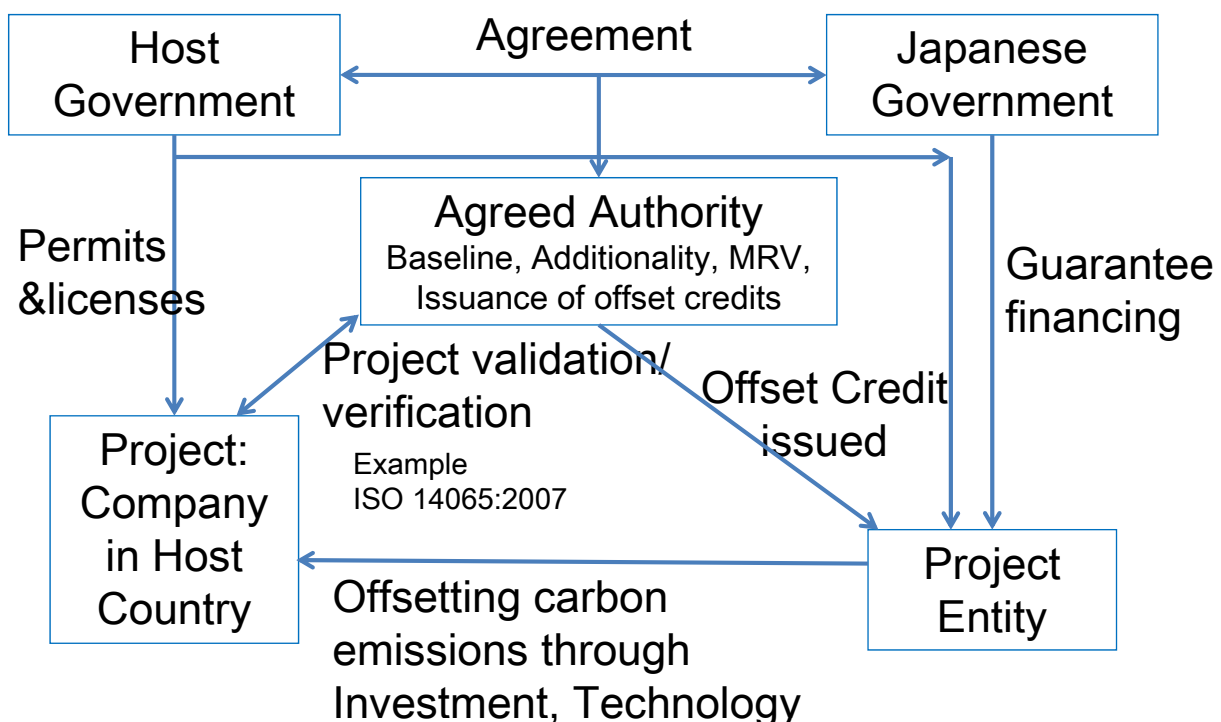 Host
Government
Agreement
Japanese
Government
Agreed Authority
Baseline, Additionality, MRV,
Issuance of offset credits
Permits
&licenses
Guarantee
financing
Project validation/
verification
Example
ISO 14065:2007
Offset Credit
issued
Project:
Company
in Host
Country
Offsetting carbon
emissions through
Investment, Technology
Project
Entity